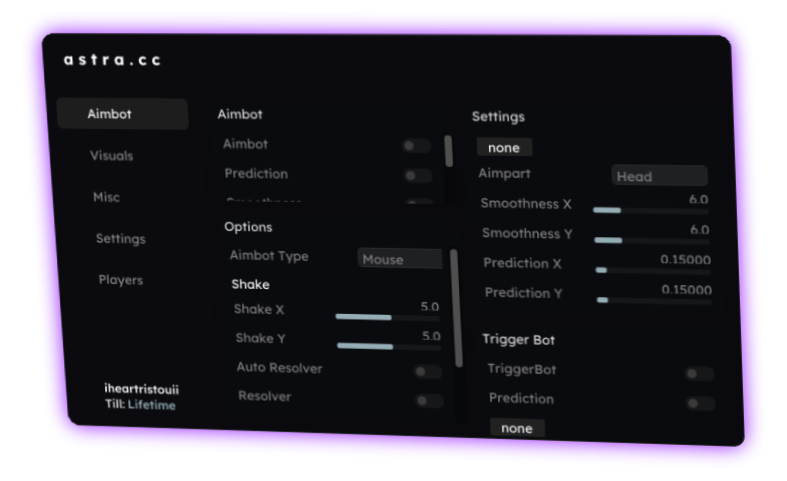 astra.cc
Aimbot
Visuals
Misc
Settings
Players
iheartristouii
Till: Lifetime
Aimbot
Aimbot
Prediction
Smoothness
Options
Aimbot Type Mouse
Shake
Shake X 5.0
Shake Y 5.0
Auto Resolver
Resolver
Settings
none
Aimpart Head
Smoothness X 6.0
Smoothness Y 6.0
Prediction X 0.15000
Prediction Y 0.15000
Trigger Bot
TriggerBot
Prediction
none